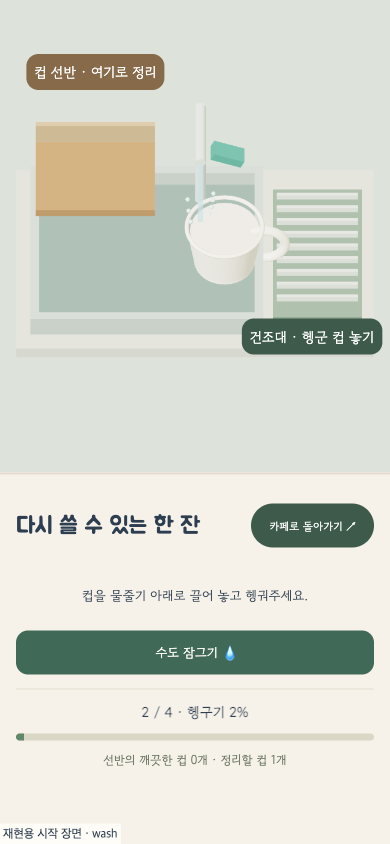 컵 선반 · 여기로 정리
건조대 · 헹군 컵 놓기
다시 쓸 수 있는 한 잔
카페로 돌아가기 ↗
컵을 물줄기 아래로 끌어 놓고 헹궈주세요.
수도 잠그기 💧
2 / 4 · 헹구기 2%
선반의 깨끗한 컵 0개 · 정리할 컵 1개
재현용 시작 장면 · wash